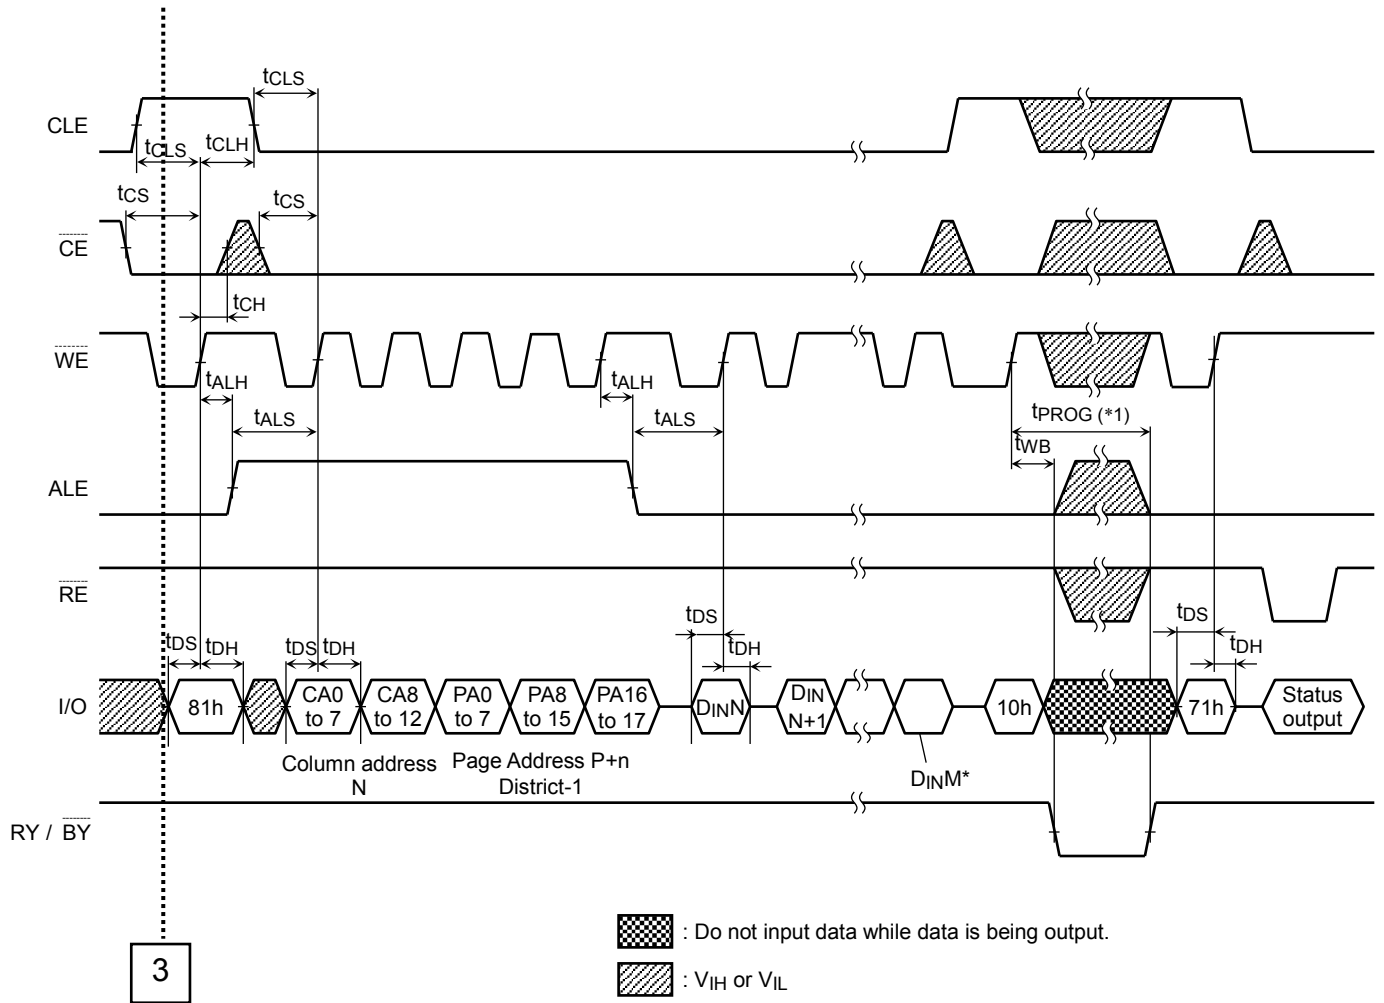 tCLS
CLE
tCLS tCLH
tCS tCS
CE
tCH
WE
tALH tALH
tPROG (*1)
tALS tALS
tWB
ALE
RE
tDS tDS
tDS tDH tDS tDH tDH tDH
I/O 81h CA0 to 7 CA8 to 12 PA0 to 7 PA8 to 15 PA16 to 17 DINN DIN N+1 10h 71h Status output
Column address N
Page Address P+n District-1
DINM*
RY / BY
: Do not input data while data is being output.
3
: VIH or VIL